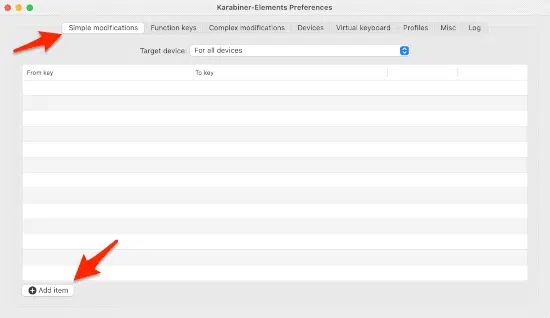 Karabiner-Elements Preferences
Simple modifications Function keys Complex modifications Devices Virtual keyboard Profiles Misc Log
Target device: For all devices
From key To key
Add item